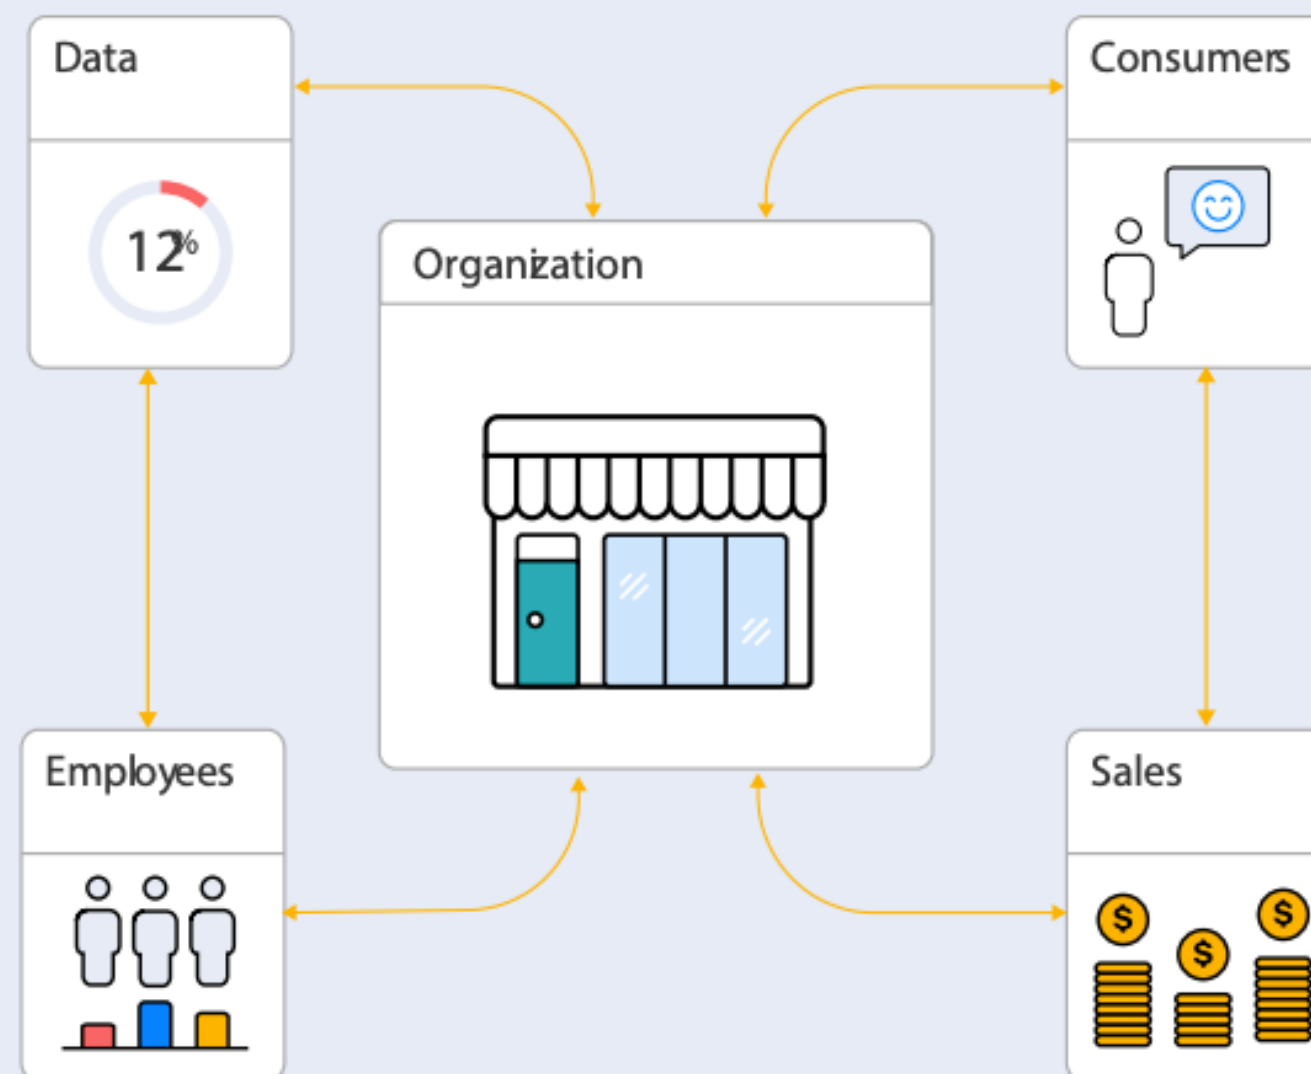 Data
Consumers
12%
Organization
Employees
Sales
$
$
$